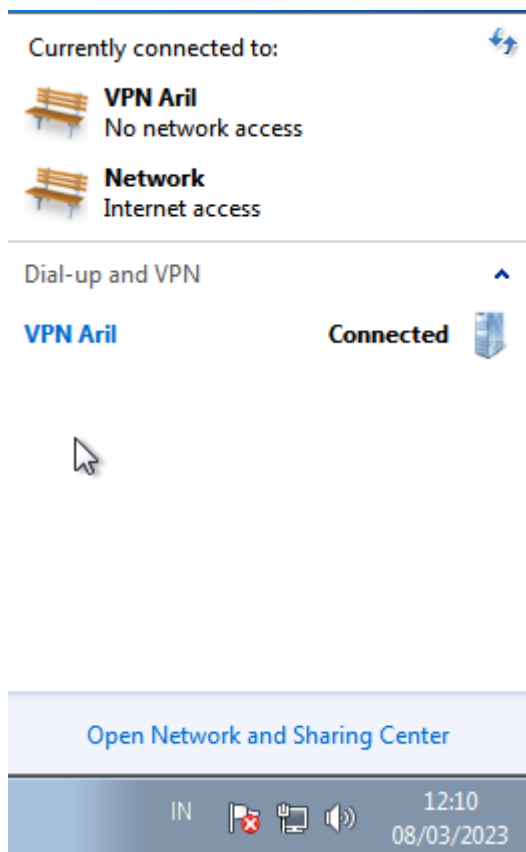 Currently connected to:
VPN Aril
No network access
Network
Internet access
Dial-up and VPN
VPN Aril Connected
Open Network and Sharing Center
IN 12:10
08/03/2023